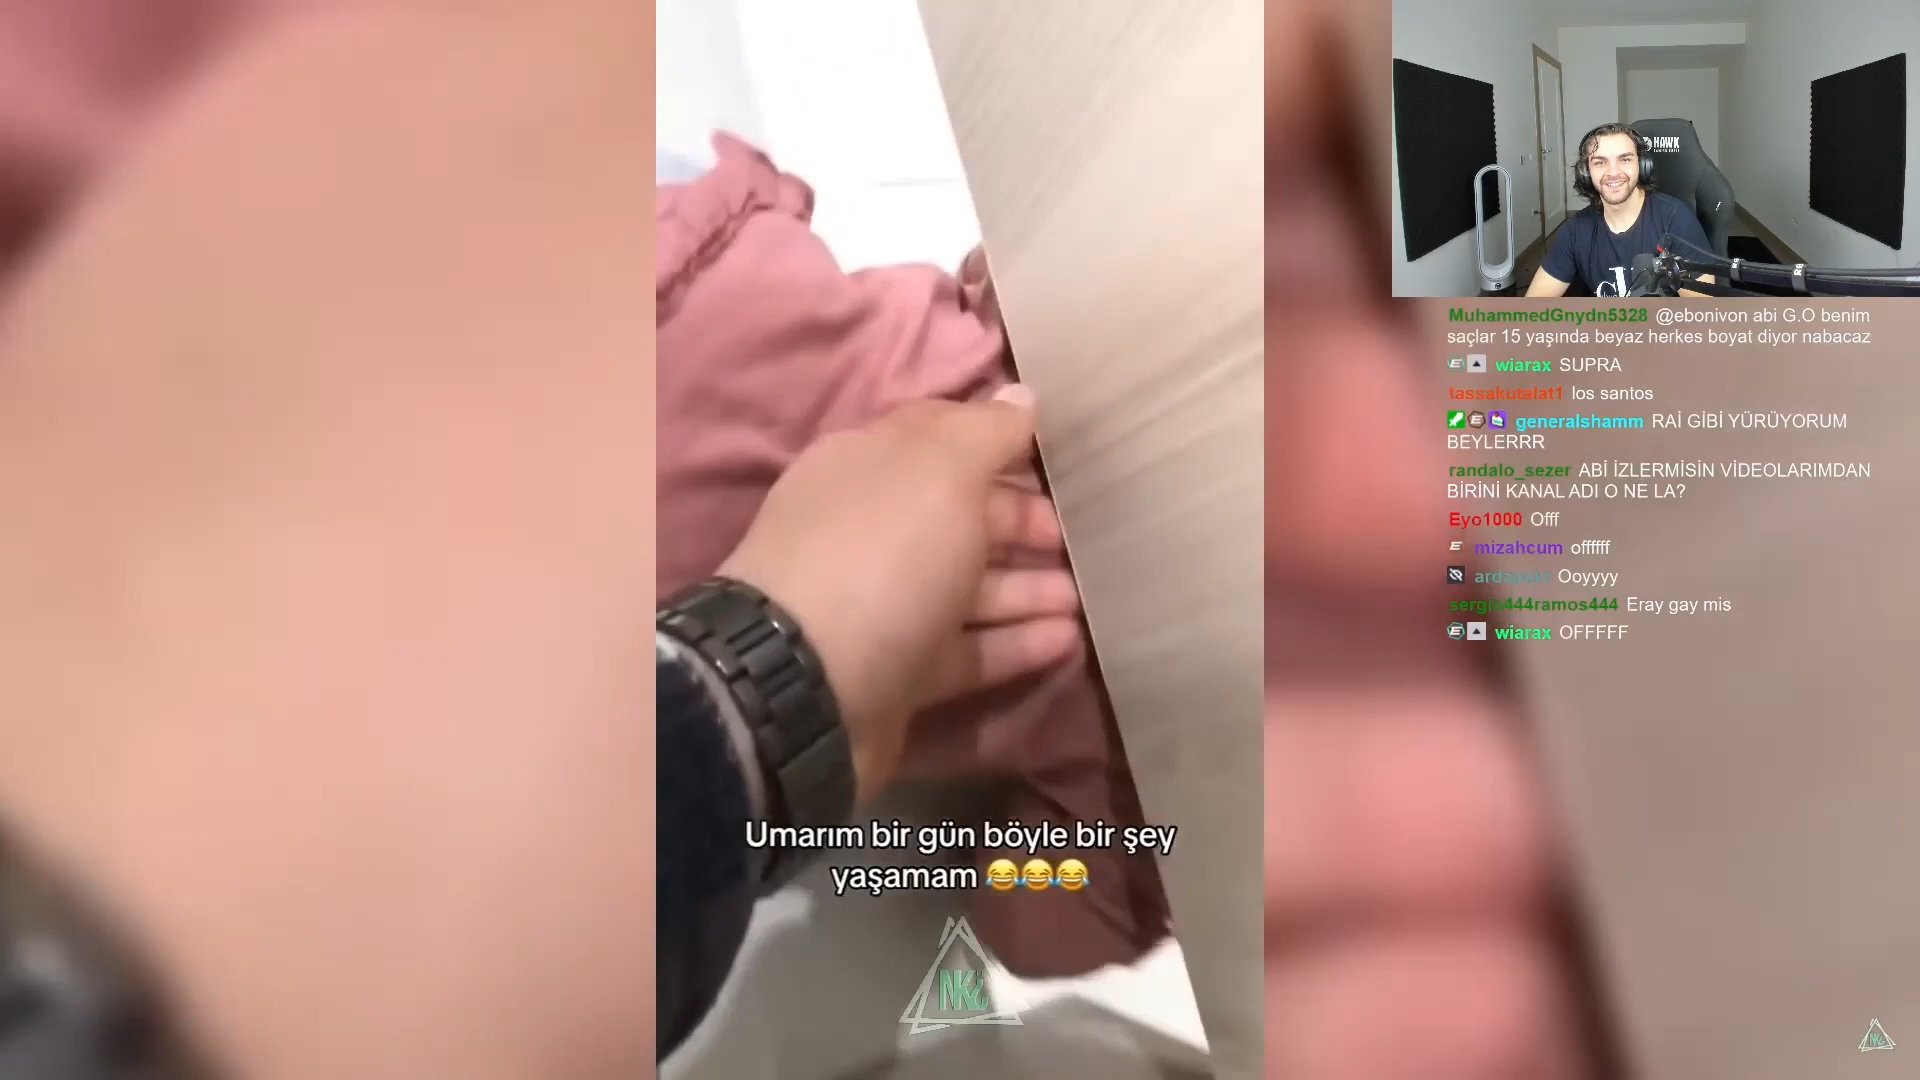 Umarım bir gün böyle bir şey
yaşamam 😂😂😂
NK
HAWK
MuhammedGnydn5328 @ebonivon abi G.O benim
saçlar 15 yaşında beyaz herkes boyat diyor nabacaz
wiarax SUPRA
tassakutalat1 los santos
generalshamm RAİ GİBİ YÜRÜYORUM
BEYLERRR
randalo_sezer ABİ İZLERMİSİN VİDEOLARIMDAN
BİRİNİ KANAL ADI O NE LA?
Eyo1000 Offf
mizahcum offffff
Ooyyyy
sergio444ramos444 Eray gay mis
wiarax OFFFFF